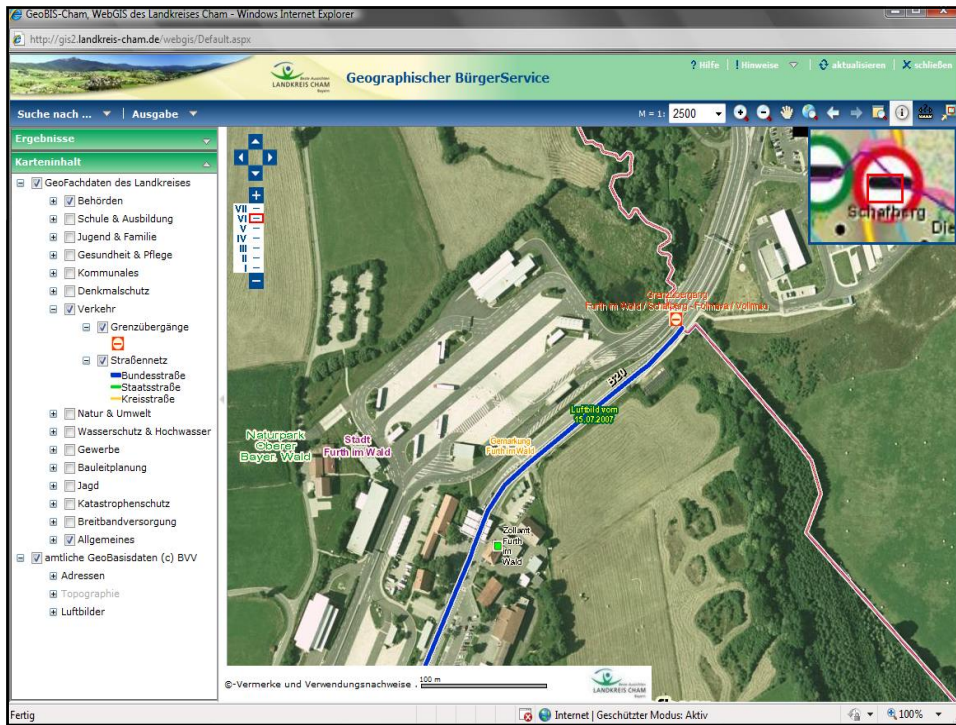 GeoBIS-Cham, WebGIS des Landkreises Cham - Windows Internet Explorer
http://gis2.landkreis-cham.de/webgis/Default.aspx
LANDKREIS CHAM
Bayern
Geographischer BürgerService
? Hilfe | ! Hinweise | aktualisieren | X schließen
Suche nach ... | Ausgabe
M = 1: 2500
Ergebnisse
Karteninhalt
GeoFachdaten des Landkreises
Behörden
Schule & Ausbildung
Jugend & Familie
Gesundheit & Pflege
Kommunales
Denkmalschutz
Verkehr
Grenzübergänge
Straßennetz
Bundesstraße
Staatsstraße
Kreisstraße
Natur & Umwelt
Wasserschutz & Hochwasser
Gewerbe
Bauleitplanung
Jagd
Katastrophenschutz
Breitbandversorgung
Allgemeines
amtliche GeoBasisdaten (c) BVV
Adressen
Topographie
Luftbilder
VII
VI
V
IV
III
II
I
Schafberg
Die
Grenzübergang
Furth im Wald / Schafberg - Folmava / Vollmau
520
Luftbild vom
15.07.2007
Naturpark
Oberer
Bayer. Wald
Stadt
Furth im Wald
Gemarkung
Furth im Wald
Zollamt
Furth
im
Wald
©-Vermerke und Verwendungsnachweise .
100 m
LANDKREIS CHAM
Bayern
Fertig
Internet | Geschützter Modus: Aktiv
100%